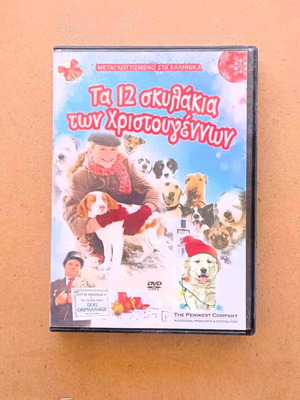 ΜΕΤΑΓΛΩΤΤΙΣΜΕΝΟ ΣΤΑ ΕΛΛΗΝΙΚΑ
Τα 12 σκυλάκια
των Χριστουγέννων
DOG
ORPHANAGE
DVD
THE PENWEST COMPANY